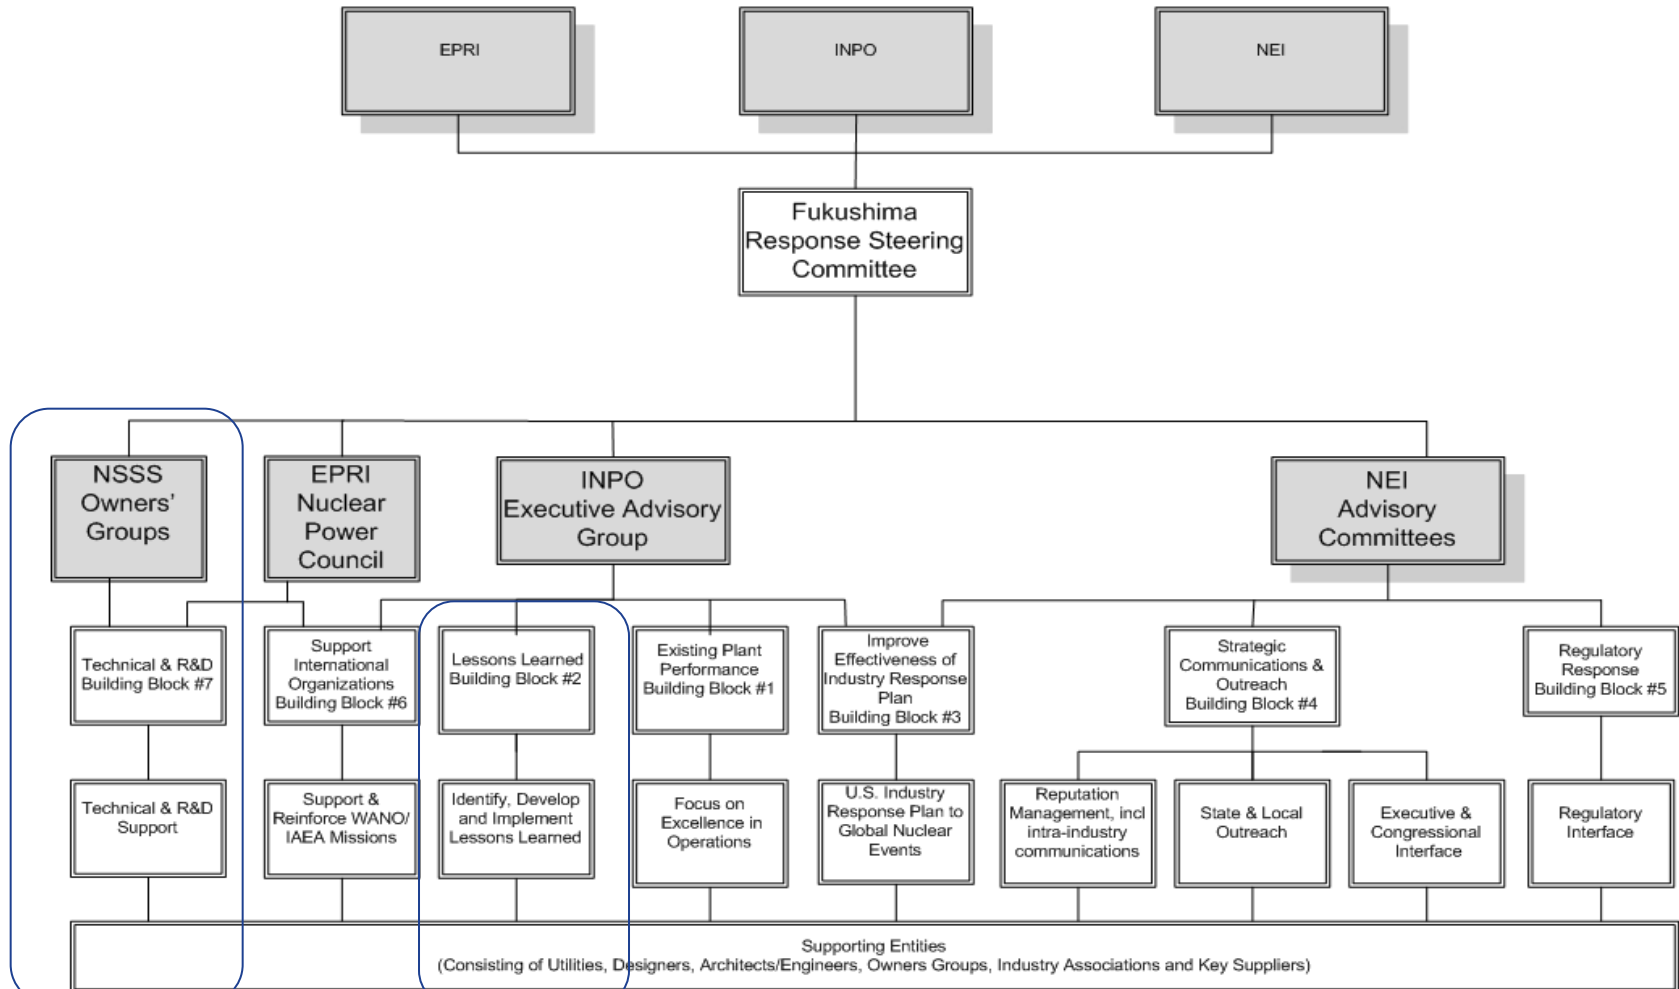 EPRI
INPO
NEI
Fukushima
Response Steering
Committee
NSSS
Owners'
Groups
EPRI
Nuclear
Power
Council
INPO
Executive Advisory
Group
NEI
Advisory
Committees
Technical & R&D
Building Block #7
Support
International
Organizations
Building Block #6
Lessons Learned
Building Block #2
Existing Plant
Performance
Building Block #1
Improve
Effectiveness of
Industry Response
Plan
Building Block #3
Strategic
Communications &
Outreach
Building Block #4
Regulatory
Response
Building Block #5
Technical & R&D
Support
Support &
Reinforce WANO/
IAEA Missions
Identify, Develop
and Implement
Lessons Learned
Focus on
Excellence in
Operations
U.S. Industry
Response Plan to
Global Nuclear
Events
Reputation
Management, incl
intra-industry
communications
State & Local
Outreach
Executive &
Congressional
Interface
Regulatory
Interface
Supporting Entities
(Consisting of Utilities, Designers, Architects/Engineers, Owners Groups, Industry Associations and Key Suppliers)